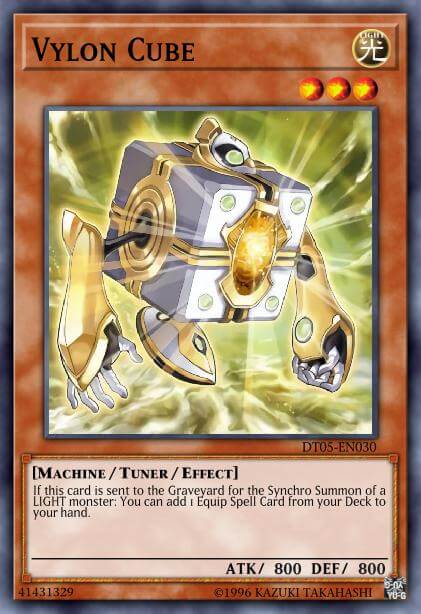 Vylon Cube
LIGHT
光
DT05-EN030
[Machine / Tuner / Effect]
If this card is sent to the Graveyard for the Synchro Summon of a
LIGHT monster: You can add 1 Equip Spell Card from your Deck to
your hand.
ATK/ 800 DEF/ 800
41431329
©1996 KAZUKI TAKAHASHI